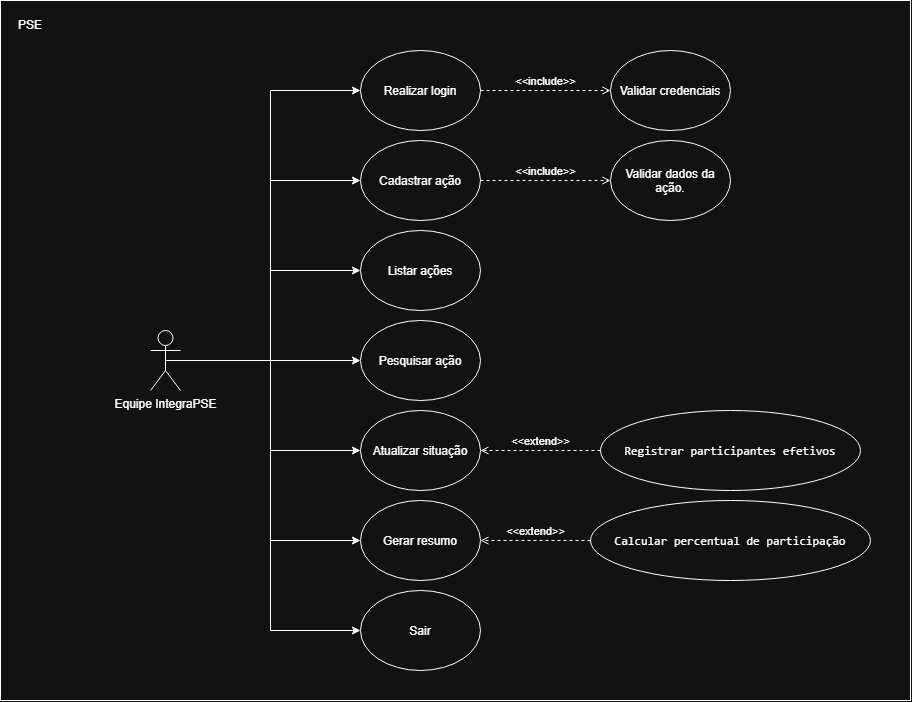 PSE
Realizar login
<<include>>
Validar credenciais
Cadastrar ação
<<include>>
Validar dados da
ação.
Listar ações
Pesquisar ação
Equipe IntegraPSE
Atualizar situação
<<extend>>
Registrar participantes efetivos
Gerar resumo
<<extend>>
Calcular percentual de participação
Sair